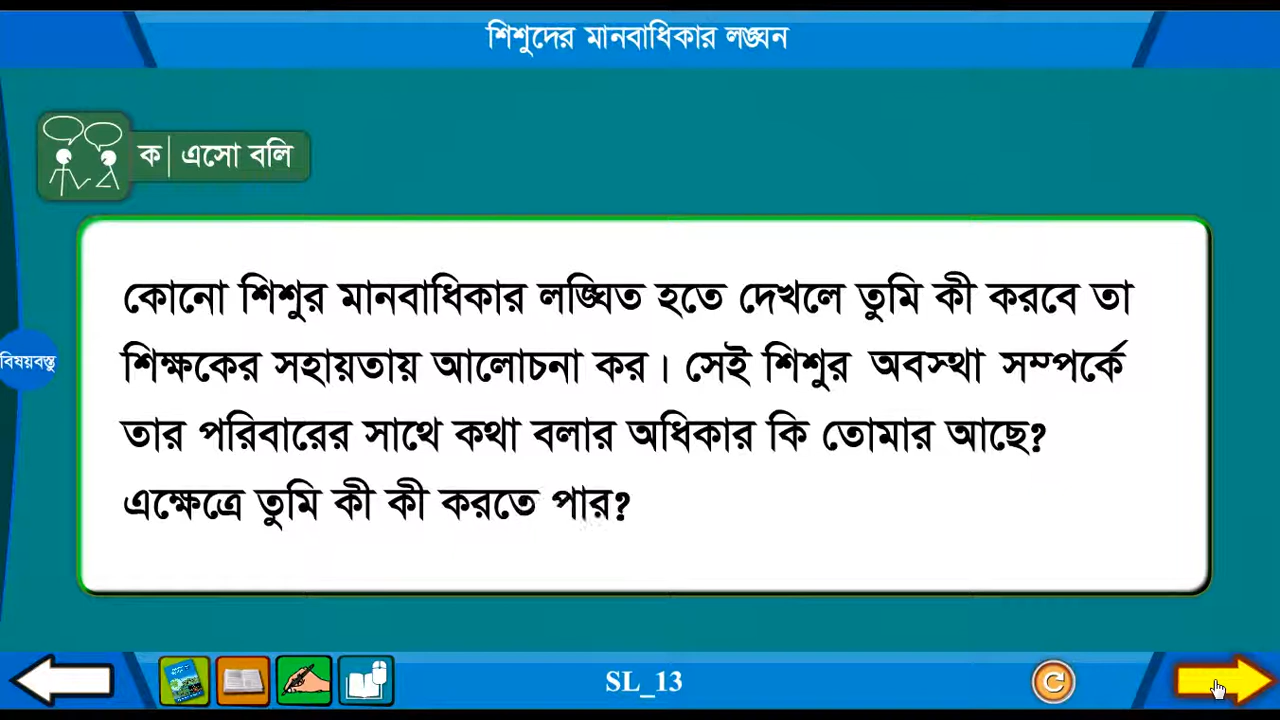 শিশুদের মানবাধিকার লঙ্ঘন
ক| এসো বলি
কোনো শিশুর মানবাধিকার লঙ্ঘিত হতে দেখলে তুমি কী করবে তা
শিক্ষকের সহায়তায় আলোচনা কর। সেই শিশুর অবস্থা সম্পর্কে
তার পরিবারের সাথে কথা বলার অধিকার কি তোমার আছে?
এক্ষেত্রে তুমি কী কী করতে পার?
বিষয়বস্তু
SL_13
C